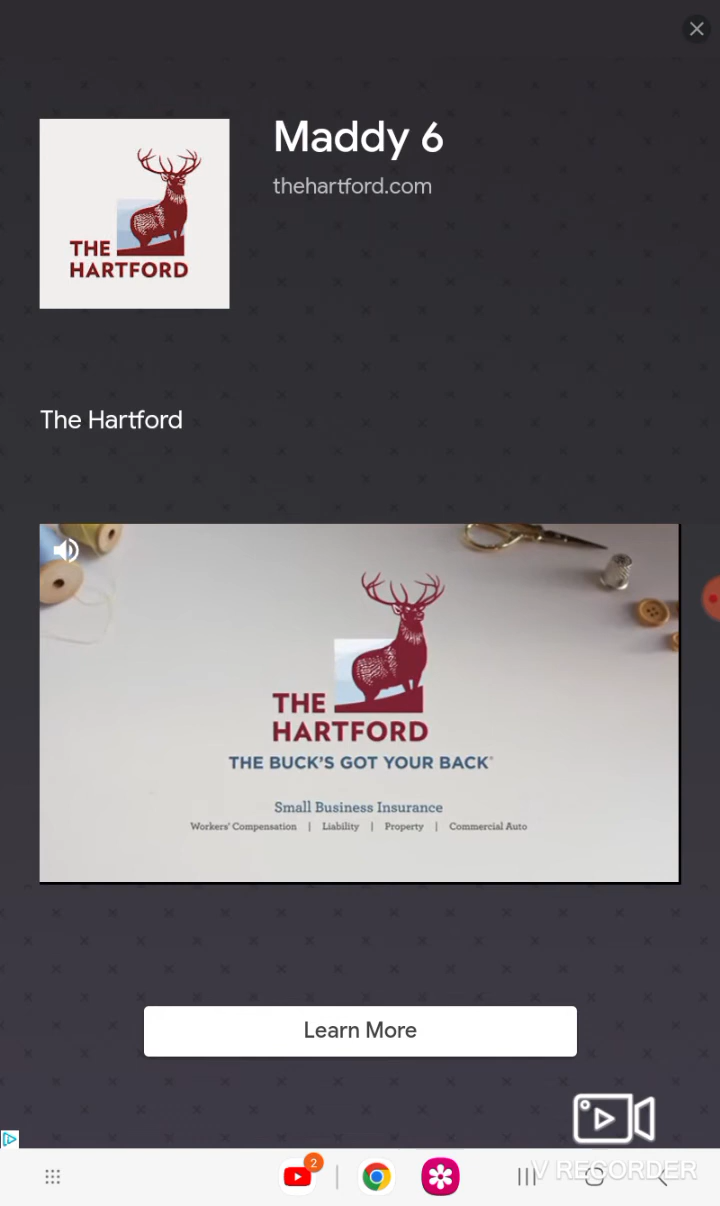 Maddy 6
thehartford.com
THE
HARTFORD
The Hartford
THE
HARTFORD
THE BUCK'S GOT YOUR BACK
Small Business Insurance
Workers' Compensation | Liability | Property | Commercial Auto
Learn More
2
V RECORDER